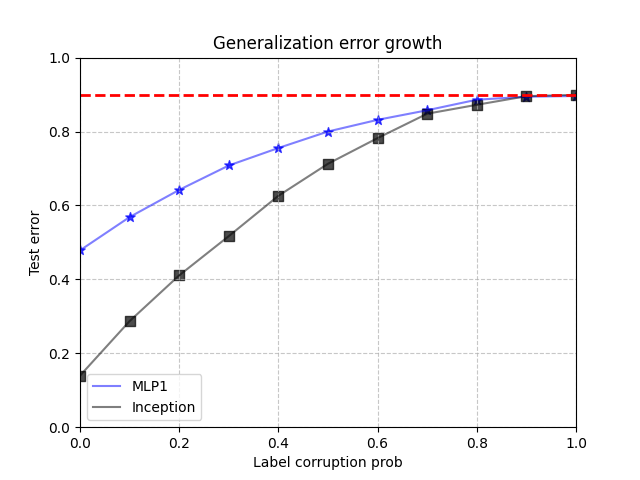 Generalization error growth
1.0
0.8
0.6
0.4
0.2
0.0
Test error
MLP1
Inception
0.0 0.2 0.4 0.6 0.8 1.0
Label corruption prob